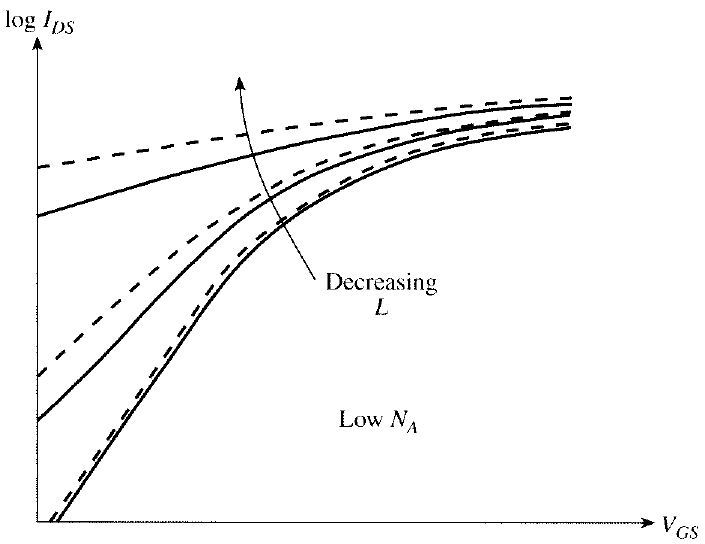 log I_DS
Decreasing
L
Low N_A
V_GS